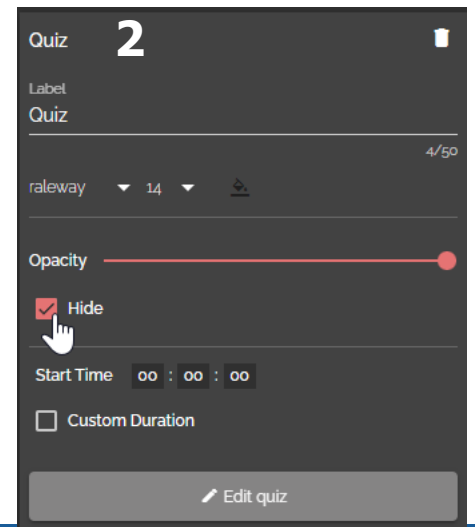 Quiz 2
Label
Quiz
4/50
raleway 14
Opacity
Hide
Start Time 00 : 00 : 00
Custom Duration
Edit quiz